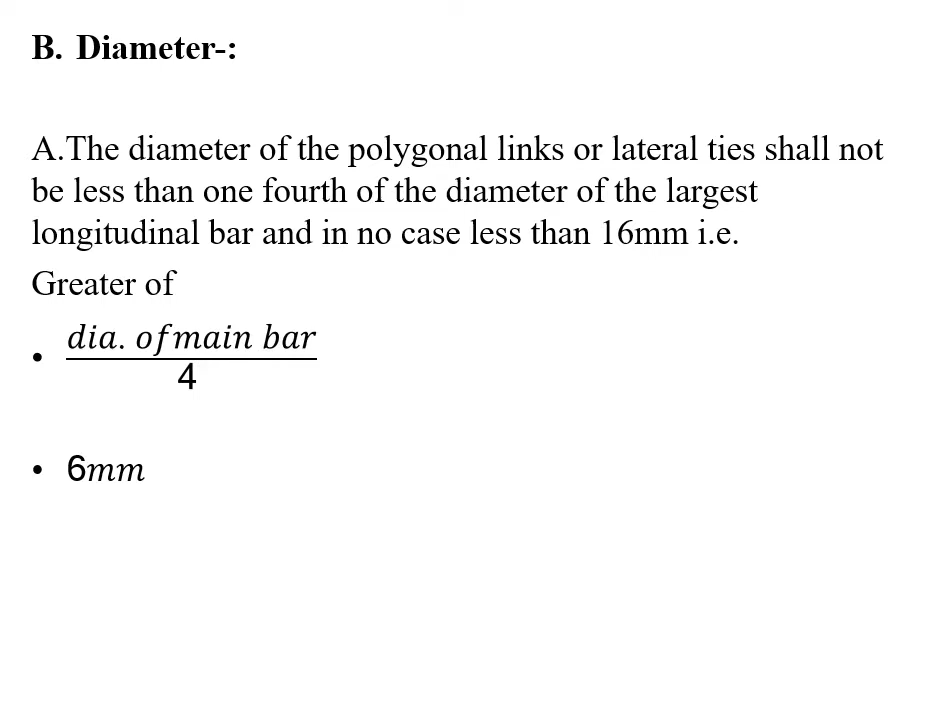 B. Diameter-:
A.The diameter of the polygonal links or lateral ties shall not
be less than one fourth of the diameter of the largest
longitudinal bar and in no case less than 16mm i.e.
Greater of
• dia. ofmain bar
4
• 6mm